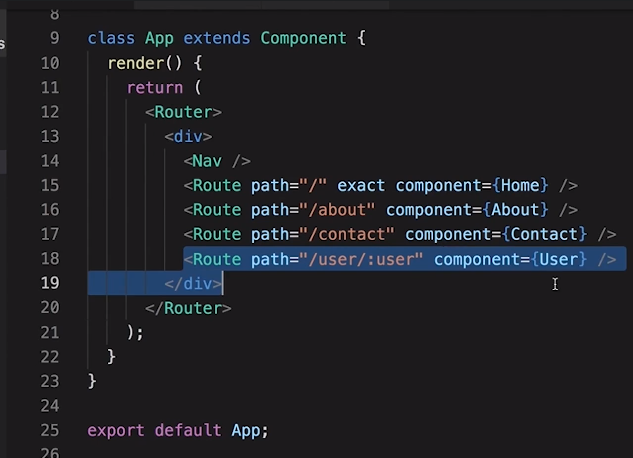 8
9 class App extends Component {
10 render() {
11 return (
12 <Router>
13 <div>
14 <Nav />
15 <Route path="/" exact component={Home} />
16 <Route path="/about" component={About} />
17 <Route path="/contact" component={Contact} />
18 <Route path="/user/:user" component={User} />
19 </div>
20 </Router>
21 );
22 }
23 }
24
25 export default App;
26